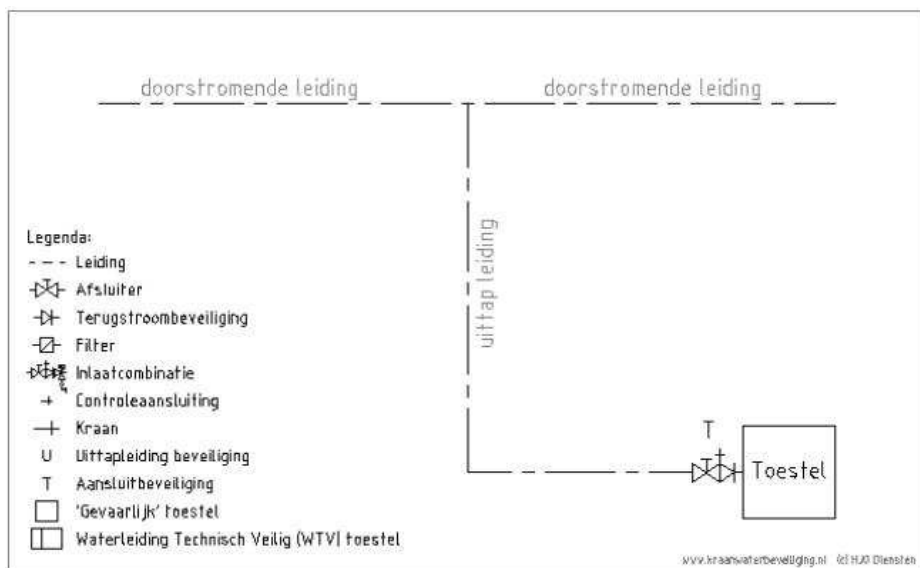 doorstromende leiding
doorstromende leiding
uittap leiding
Legenda:
Leiding
Afsluiter
Terugstroombeveiliging
Filter
Inlaatcombinatie
Controleaansluiting
Kraan
U Uittapleiding beveiliging
T Aansluitbeveiliging
'Gevaarlijk' toestel
Waterleiding Technisch Veilig (WTV) toestel
T
Toestel
www.kraanwaterbeveiliging.nl (c) HJO Diensten